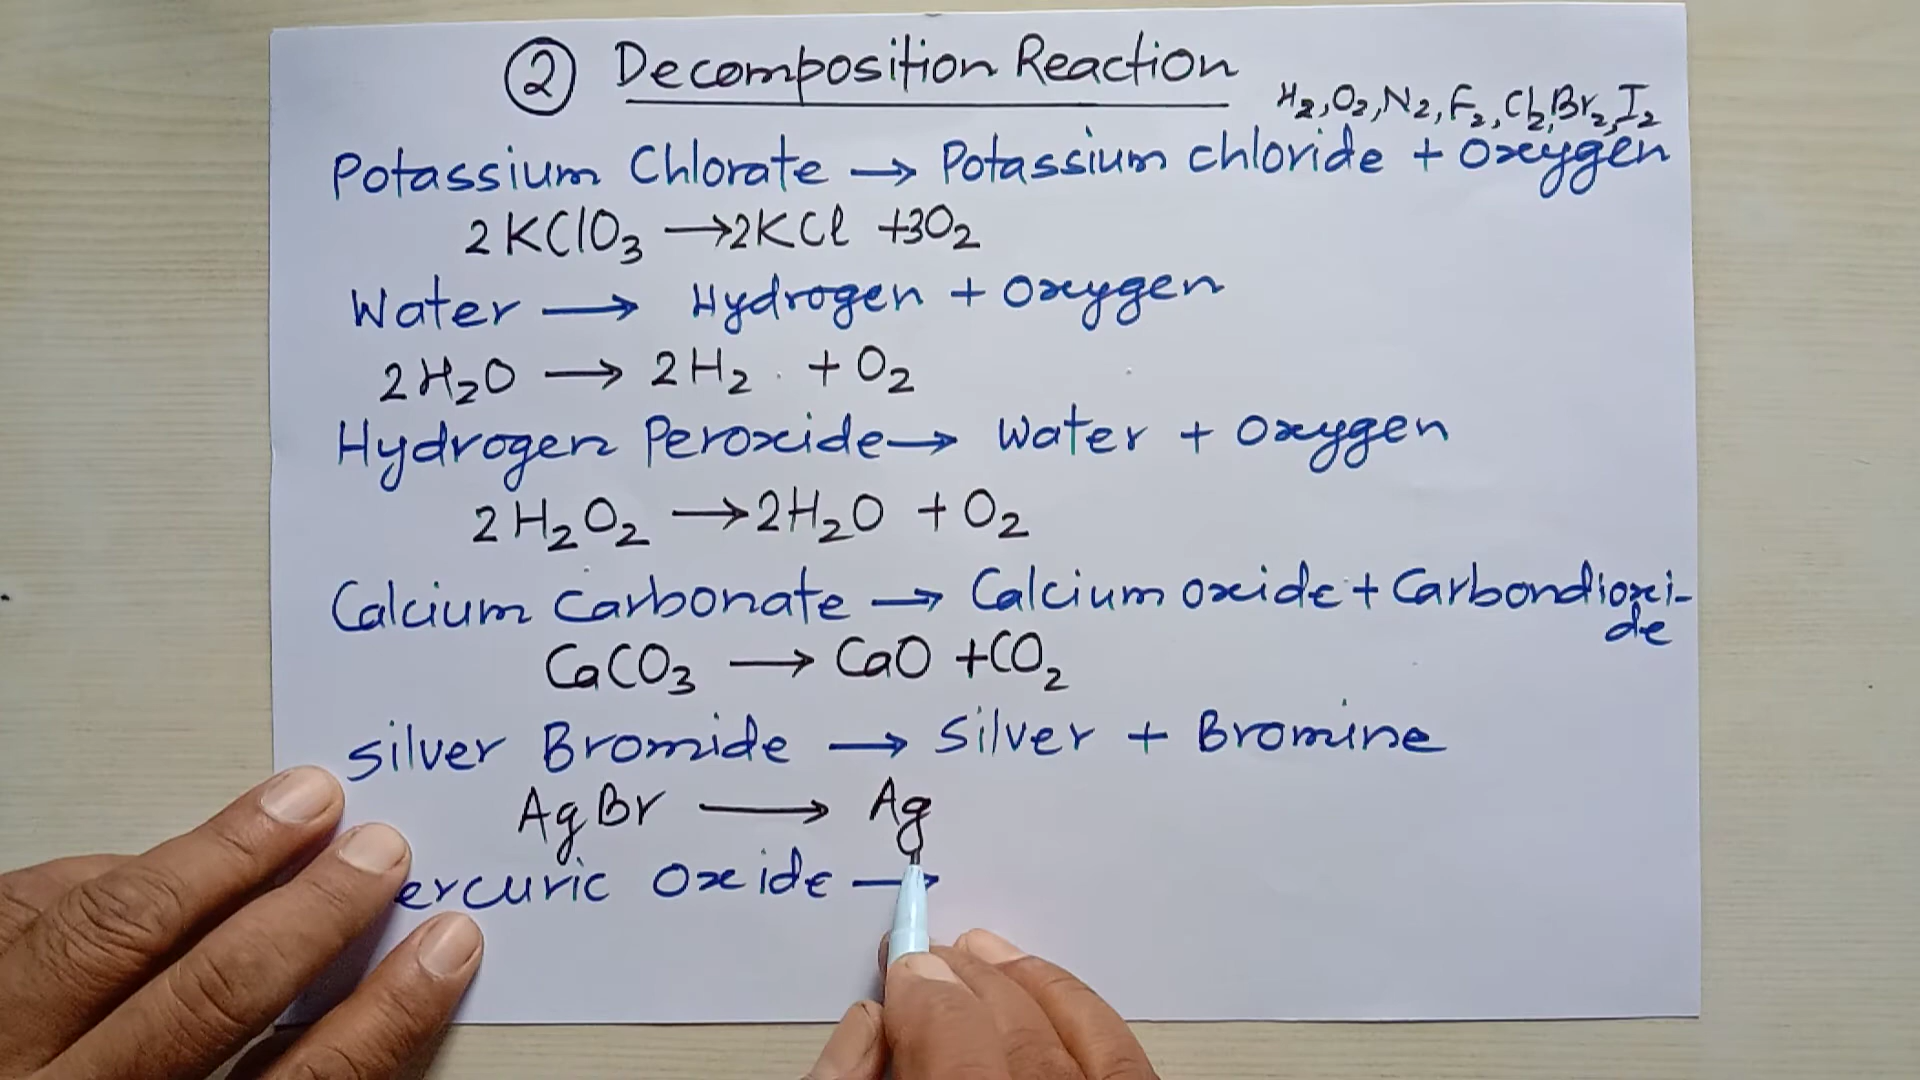 ② Decomposition Reaction
H₂,O₂,N₂,F₂,Cl₂,Br₂,I₂
Potassium Chlorate → Potassium chloride + Oxygen
2KClO₃ → 2KCl +3O₂
Water → Hydrogen + Oxygen
2H₂O → 2H₂ + O₂
Hydrogen Peroxide → Water + Oxygen
2H₂O₂ → 2H₂O + O₂
Calcium Carbonate → Calcium oxide + Carbondioxi-
de
CaCO₃ → CaO +CO₂
Silver Bromide → Silver + Bromine
AgBr → Ag
ercuric Oxide →